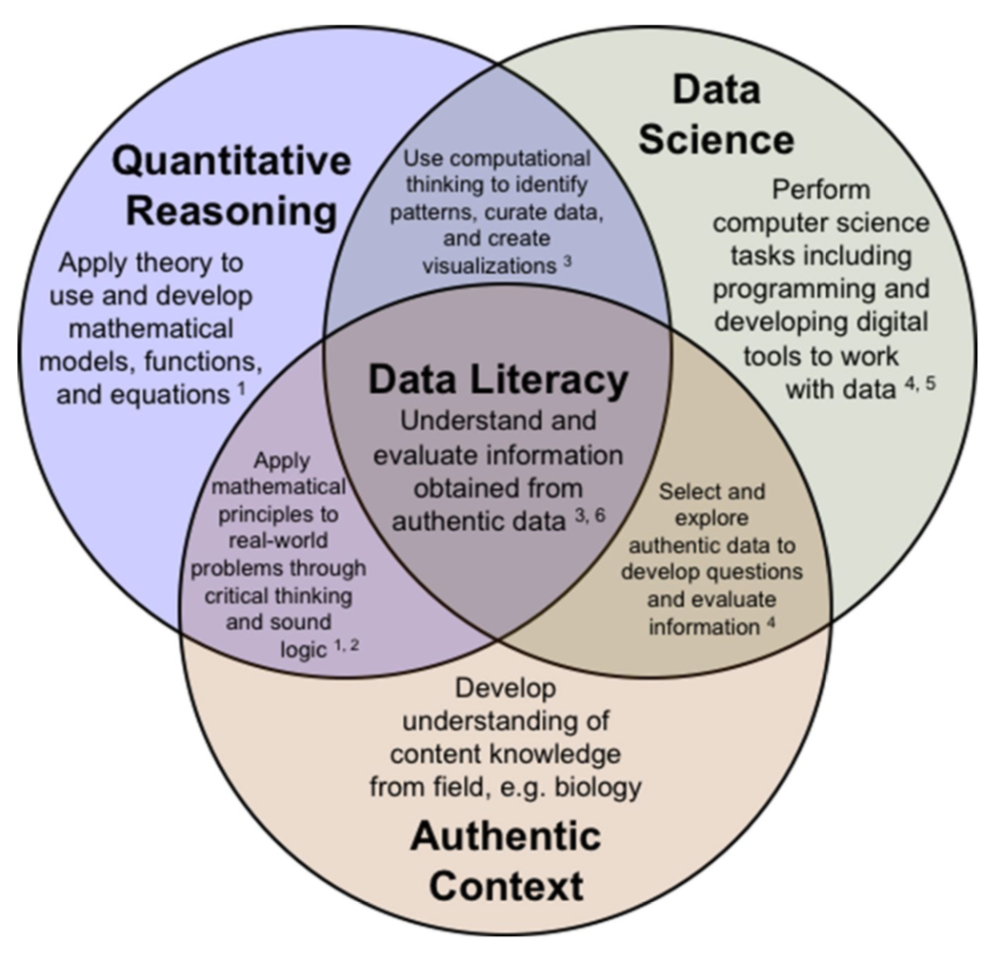 Quantitative
Reasoning
Apply theory to
use and develop
mathematical
models, functions,
and equations 1
Use computational
thinking to identify
patterns, curate data,
and create
visualizations 3
Data
Science
Perform
computer science
tasks including
programming and
developing digital
tools to work
with data 4, 5
Data Literacy
Understand and
evaluate information
obtained from
authentic data 3, 6
Apply
mathematical
principles to
real-world
problems through
critical thinking
and sound
logic 1, 2
Select and
explore
authentic data to
develop questions
and evaluate
information 4
Develop
understanding of
content knowledge
from field, e.g. biology
Authentic
Context